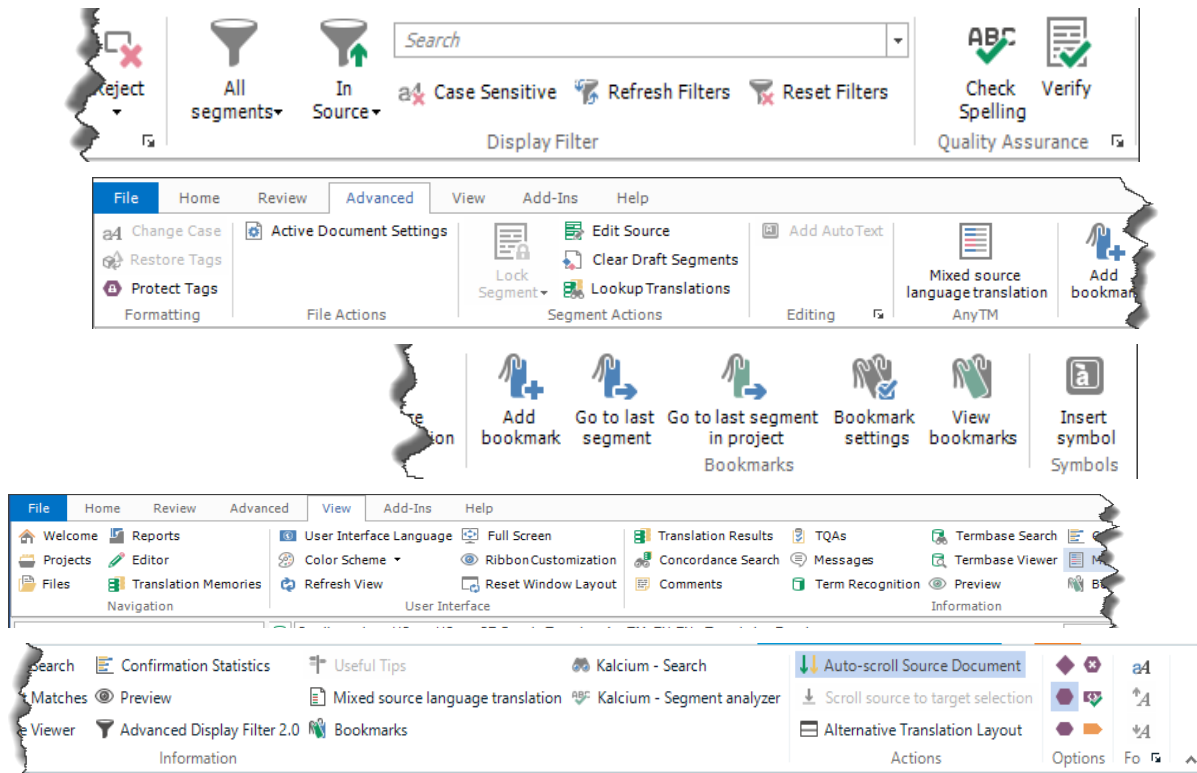 Reject
All segments
In Source
Search
Case Sensitive
Refresh Filters
Reset Filters
Display Filter
Check Spelling
Verify
Quality Assurance
File Home Review Advanced View Add-Ins Help
Change Case
Restore Tags
Protect Tags
Formatting
Active Document Settings
File Actions
Lock Segment
Edit Source
Clear Draft Segments
Lookup Translations
Segment Actions
Add AutoText
Editing
Mixed source
language translation
AnyTM
Add
Add
bookmark
Go to last
segment
Go to last segment
in project
Bookmark
settings
View
bookmarks
Bookmarks
Insert
symbol
Symbols
File Home Review Advanced View Add-Ins Help
Welcome
Projects
Files
Reports
Editor
Translation Memories
Navigation
User Interface Language
Color Scheme
Refresh View
Full Screen
Ribbon Customization
Reset Window Layout
User Interface
Translation Results
Concordance Search
Comments
TQAs
Messages
Term Recognition
Termbase Search
Termbase Viewer
Preview
Information
Search
Matches
Viewer
Confirmation Statistics
Preview
Advanced Display Filter 2.0
Useful Tips
Mixed source language translation
Bookmarks
Information
Kalcium - Search
Kalcium - Segment analyzer
Auto-scroll Source Document
Scroll source to target selection
Alternative Translation Layout
Actions
Options
Fo